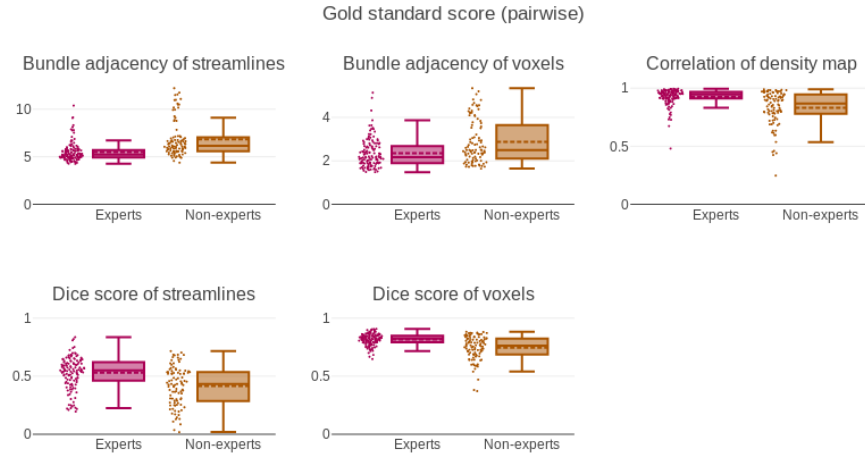 Gold standard score (pairwise)
Bundle adjacency of streamlines
Bundle adjacency of voxels
Correlation of density map
10
5
0
Experts
Non-experts
4
2
0
Experts
Non-experts
1
0.5
0
Experts
Non-experts
Dice score of streamlines
Dice score of voxels
1
0.5
0
Experts
Non-experts
1
0.5
0
Experts
Non-experts